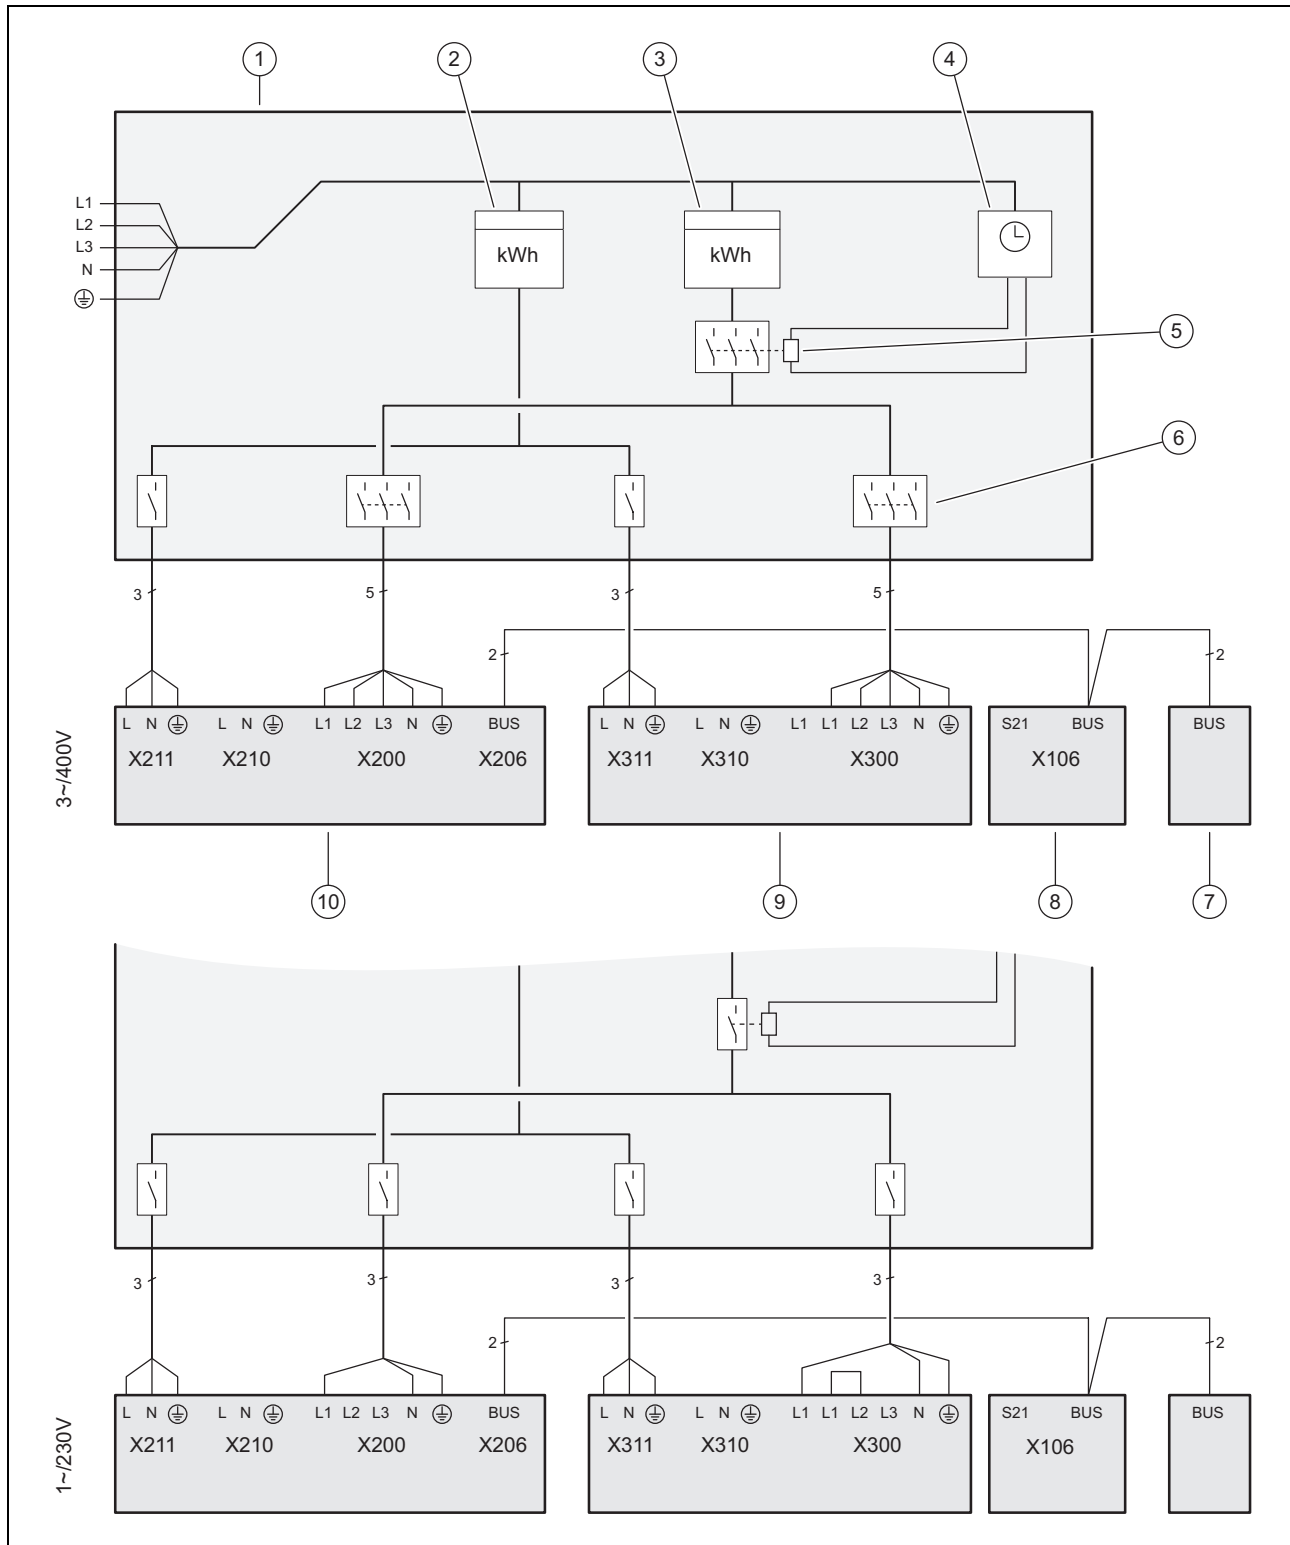 1 2 3 4
L1
L2
L3
N
kWh kWh
5
6
3 5 3 5
2 2
3~/400V
L N L N L1 L2 L3 N BUS L N L N L1 L1 L2 L3 N S21 BUS BUS
X211 X210 X200 X206 X311 X310 X300 X106
10 9 8 7
3 3 3 3
2 2
1~/230V
L N L N L1 L2 L3 N BUS L N L N L1 L1 L2 L3 N S21 BUS BUS
X211 X210 X200 X206 X311 X310 X300 X106